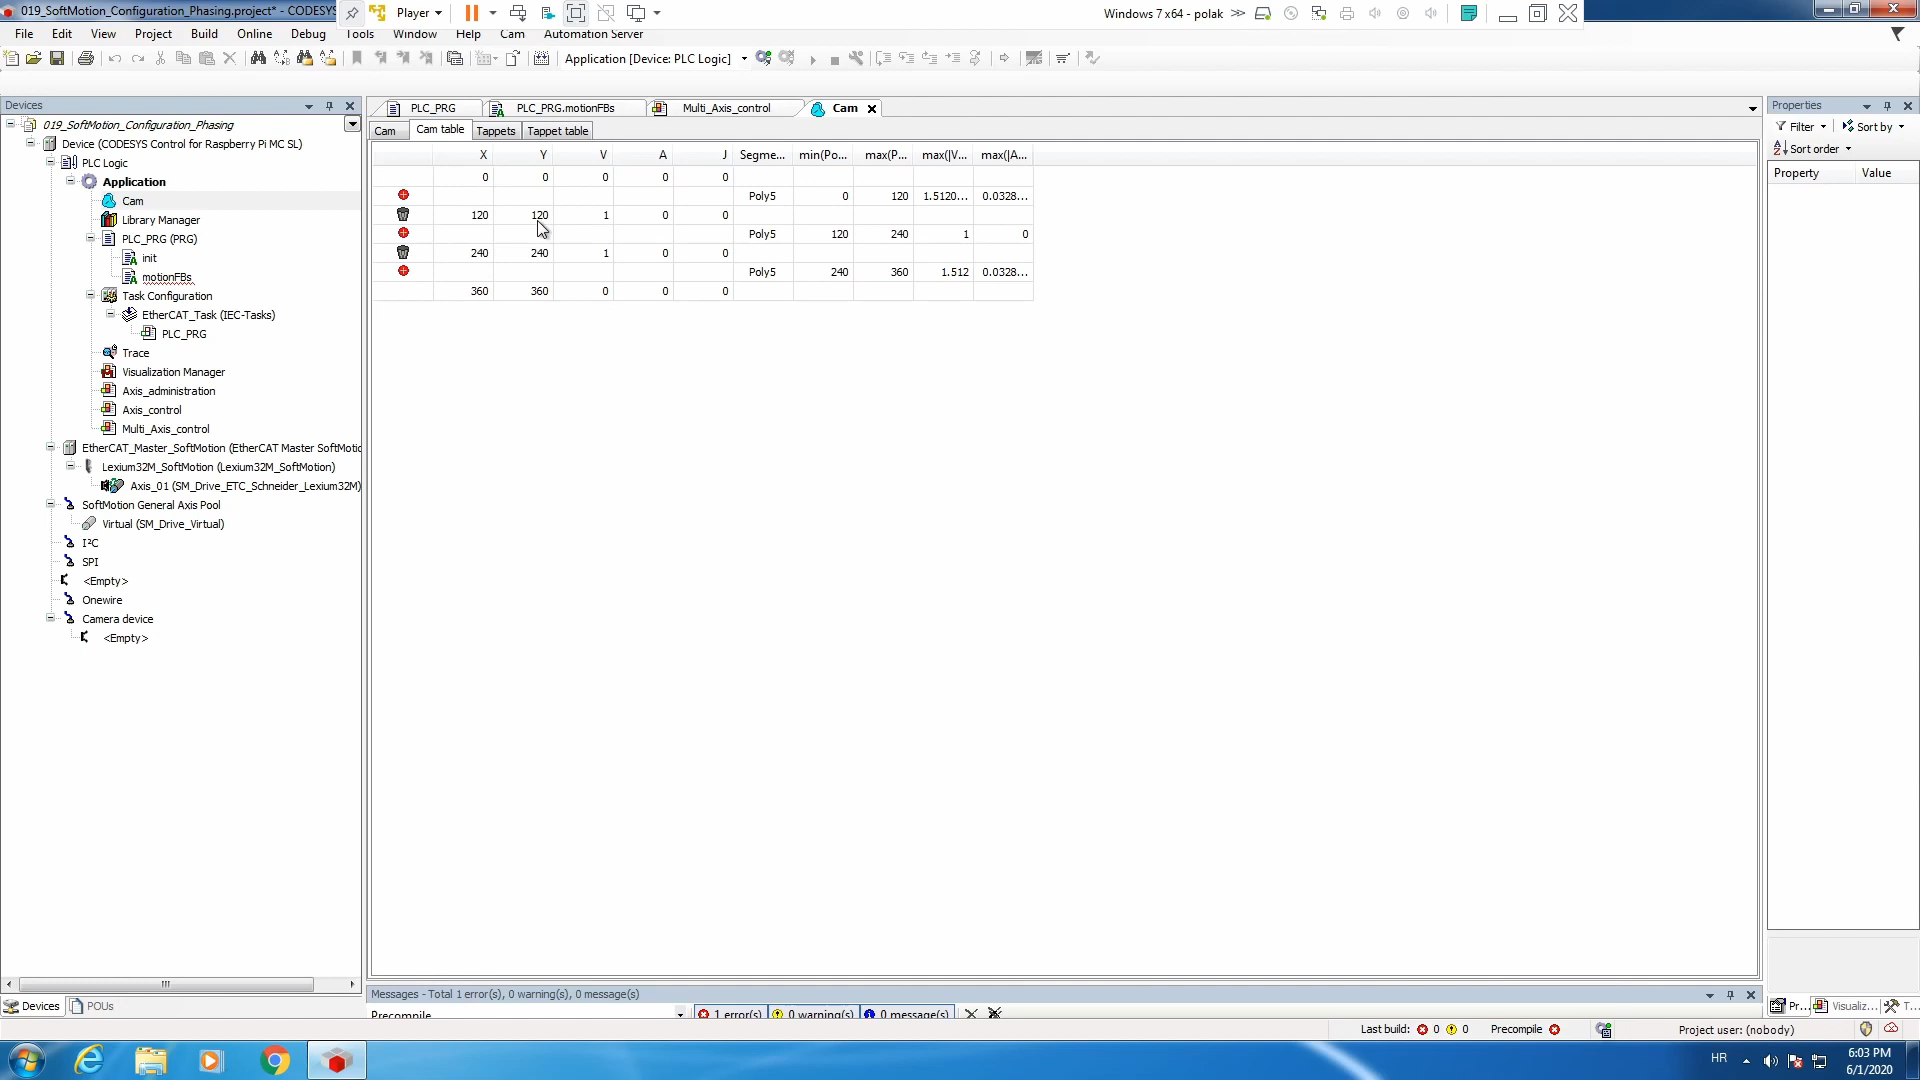 019_SoftMotion_Configuration_Phasing.project* - CODESYS
Player
Windows 7 x64 - polak
File Edit View Project Build Online Debug Tools Window Help Cam Automation Server
Application [Device: PLC Logic]
Devices
019_SoftMotion_Configuration_Phasing
Device (CODESYS Control for Raspberry Pi MC SL)
PLC Logic
Application
Cam
Library Manager
PLC_PRG (PRG)
init
motionFBs
Task Configuration
EtherCAT_Task (IEC-Tasks)
PLC_PRG
Trace
Visualization Manager
Axis_administration
Axis_control
Multi_Axis_control
EtherCAT_Master_SoftMotion (EtherCAT Master SoftMotio
Lexium32M_SoftMotion (Lexium32M_SoftMotion)
Axis_01 (SM_Drive_ETC_Schneider_Lexium32M)
SoftMotion General Axis Pool
Virtual (SM_Drive_Virtual)
I²C
SPI
<Empty>
Onewire
Camera device
<Empty>
Devices POUs
PLC_PRG PLC_PRG.motionFBs Multi_Axis_control Cam
Cam Cam table Tappets Tappet table
X Y V A J Segme... min(Po... max(P... max(|V... max(|A...
0 0 0 0 0
Poly5 0 120 1.5120... 0.0328...
120 120 1 0 0
Poly5 120 240 1 0
240 240 1 0 0
Poly5 240 360 1.512 0.0328...
360 360 0 0 0
Properties
Filter Sort by
Sort order
Property Value
Pr... Visualiz... T...
Messages - Total 1 error(s), 0 warning(s), 0 message(s)
Precompile 1 error(s) 0 warning(s) 0 message(s)
Last build: 0 0 Precompile Project user: (nobody)
HR 6:03 PM
6/1/2020